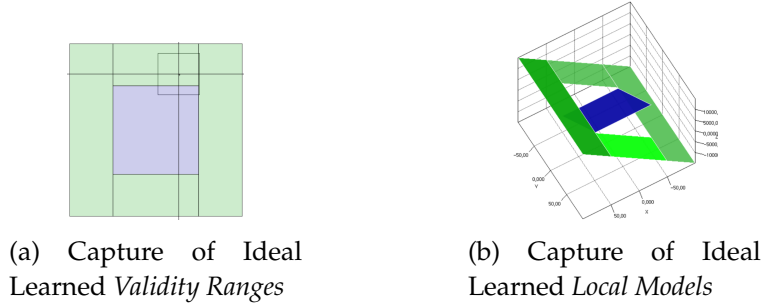 10000,
5000,0
0,0000
-5000,
-1000
-50,00
0,000
Y
50,00
50,00
0,000
X
-50,00
(a) Capture of Ideal
Learned Validity Ranges
(b) Capture of Ideal
Learned Local Models